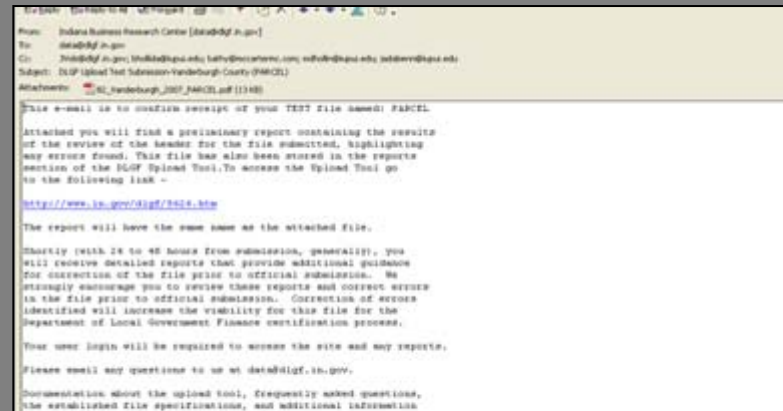 From: Indiana Business Research Center [data@dlgf.in.gov]
To: data@dlgf.in.gov
Cc:
Subject: DLGF Upload Test Submission-Vanderburgh County (PARCEL)
Attachments: 82_Vanderburgh_2007_PARCEL.pdf (13 KB)
This e-mail is to confirm receipt of your TEST file named: PARCEL
Attached you will find a preliminary report containing the results
of the review of the header for the file submitted, highlighting
any errors found. This file has also been stored in the reports
section of the DLGF Upload Tool.To access the Upload Tool go
to the following link -
http://www.in.gov/dlgf/8424.htm
The report will have the same name as the attached file.
Shortly (with 24 to 48 hours from submission, generally), you
will receive detailed reports that provide additional guidance
for correction of the file prior to official submission. We
strongly encourage you to review these reports and correct errors
in the file prior to official submission. Correction of errors
identified will increase the viability for this file for the
Department of Local Government Finance certification process.
Your user login will be required to access the site and any reports.
Please email any questions to us at data@dlgf.in.gov.
Documentation about the upload tool, frequently asked questions,
the established file specifications, and additional information